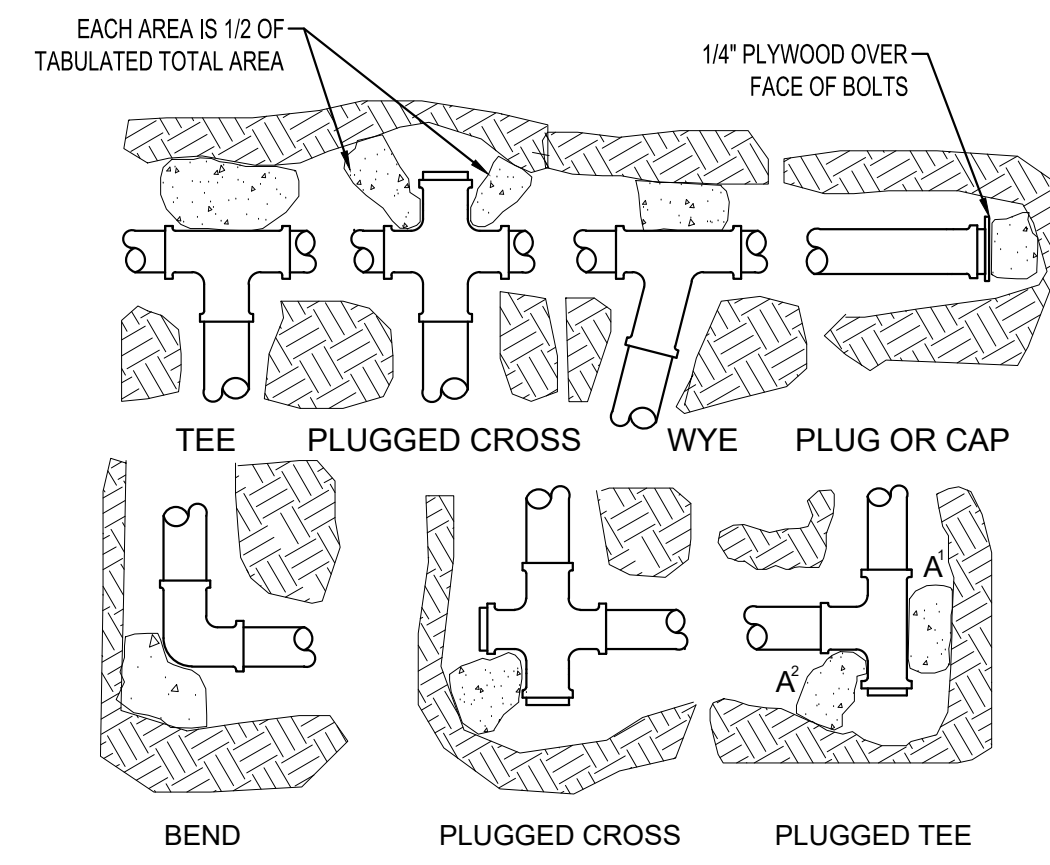 EACH AREA IS 1/2 OF
TABULATED TOTAL AREA
1/4" PLYWOOD OVER
FACE OF BOLTS
TEE
PLUGGED CROSS
WYE
PLUG OR CAP
A¹
A²
BEND
PLUGGED CROSS
PLUGGED TEE